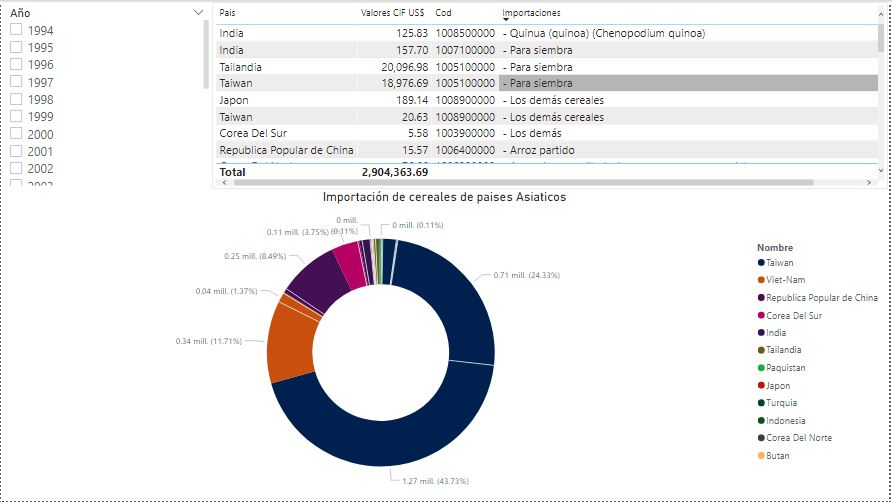 Año
1994
1995
1996
1997
1998
1999
2000
2001
2002
País Valores CIF US$ Cod Importaciones
India 125.83 1008500000 - Quinua (quinoa) (Chenopodium quinoa)
India 157.70 1007100000 - Para siembra
Tailandia 20,096.98 1005100000 - Para siembra
Taiwan 18,976.69 1005100000 - Para siembra
Japon 189.14 1008900000 - Los demás cereales
Taiwan 20.63 1008900000 - Los demás cereales
Corea Del Sur 5.58 1003900000 - Los demás
Republica Popular de China 15.57 1006400000 - Arroz partido
Total 2,904,363.69
Importación de cereales de paises Asiaticos
0 mill.
(0.11%)
0 mill. (0.11%)
0.11 mill. (3.75%)
0.25 mill. (8.49%)
0.71 mill. (24.33%)
0.04 mill. (1.37%)
0.34 mill. (11.71%)
1.27 mill. (43.73%)
Nombre
Taiwan
Viet-Nam
Republica Popular de China
Corea Del Sur
India
Tailandia
Paquistan
Japon
Turquia
Indonesia
Corea Del Norte
Butan